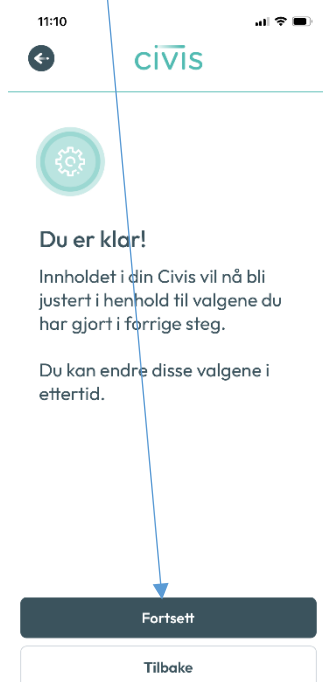 11:10
CIVIS
Du er klar!
Innholdet i din Civis vil nå bli
justert i henhold til valgene du
har gjort i forrige steg.
Du kan endre disse valgene i
ettertid.
Fortsett
Tilbake